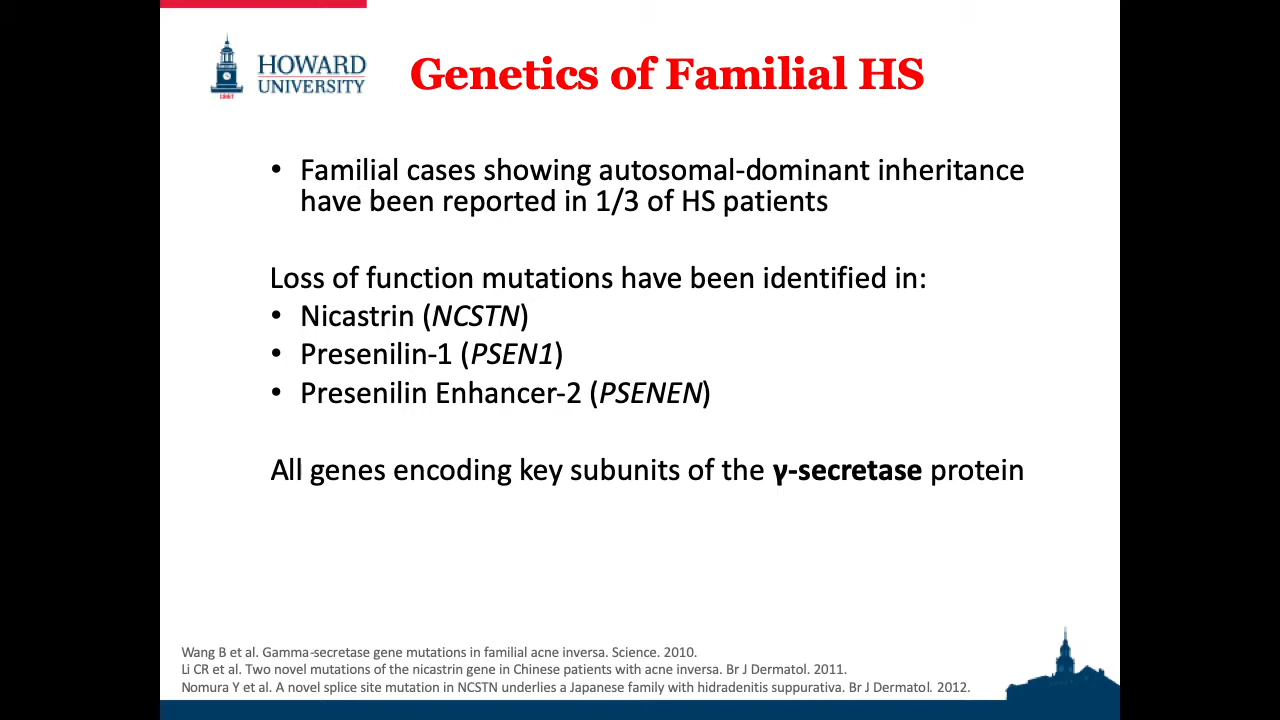 HOWARD
UNIVERSITY
Genetics of Familial HS
• Familial cases showing autosomal-dominant inheritance
have been reported in 1/3 of HS patients
Loss of function mutations have been identified in:
• Nicastrin (NCSTN)
• Presenilin-1 (PSEN1)
• Presenilin Enhancer-2 (PSENEN)
All genes encoding key subunits of the γ-secretase protein
Wang B et al. Gamma-secretase gene mutations in familial acne inversa. Science. 2010.
Li CR et al. Two novel mutations of the nicastrin gene in Chinese patients with acne inversa. Br J Dermatol. 2011.
Nomura Y et al. A novel splice site mutation in NCSTN underlies a Japanese family with hidradenitis suppurativa. Br J Dermatol. 2012.